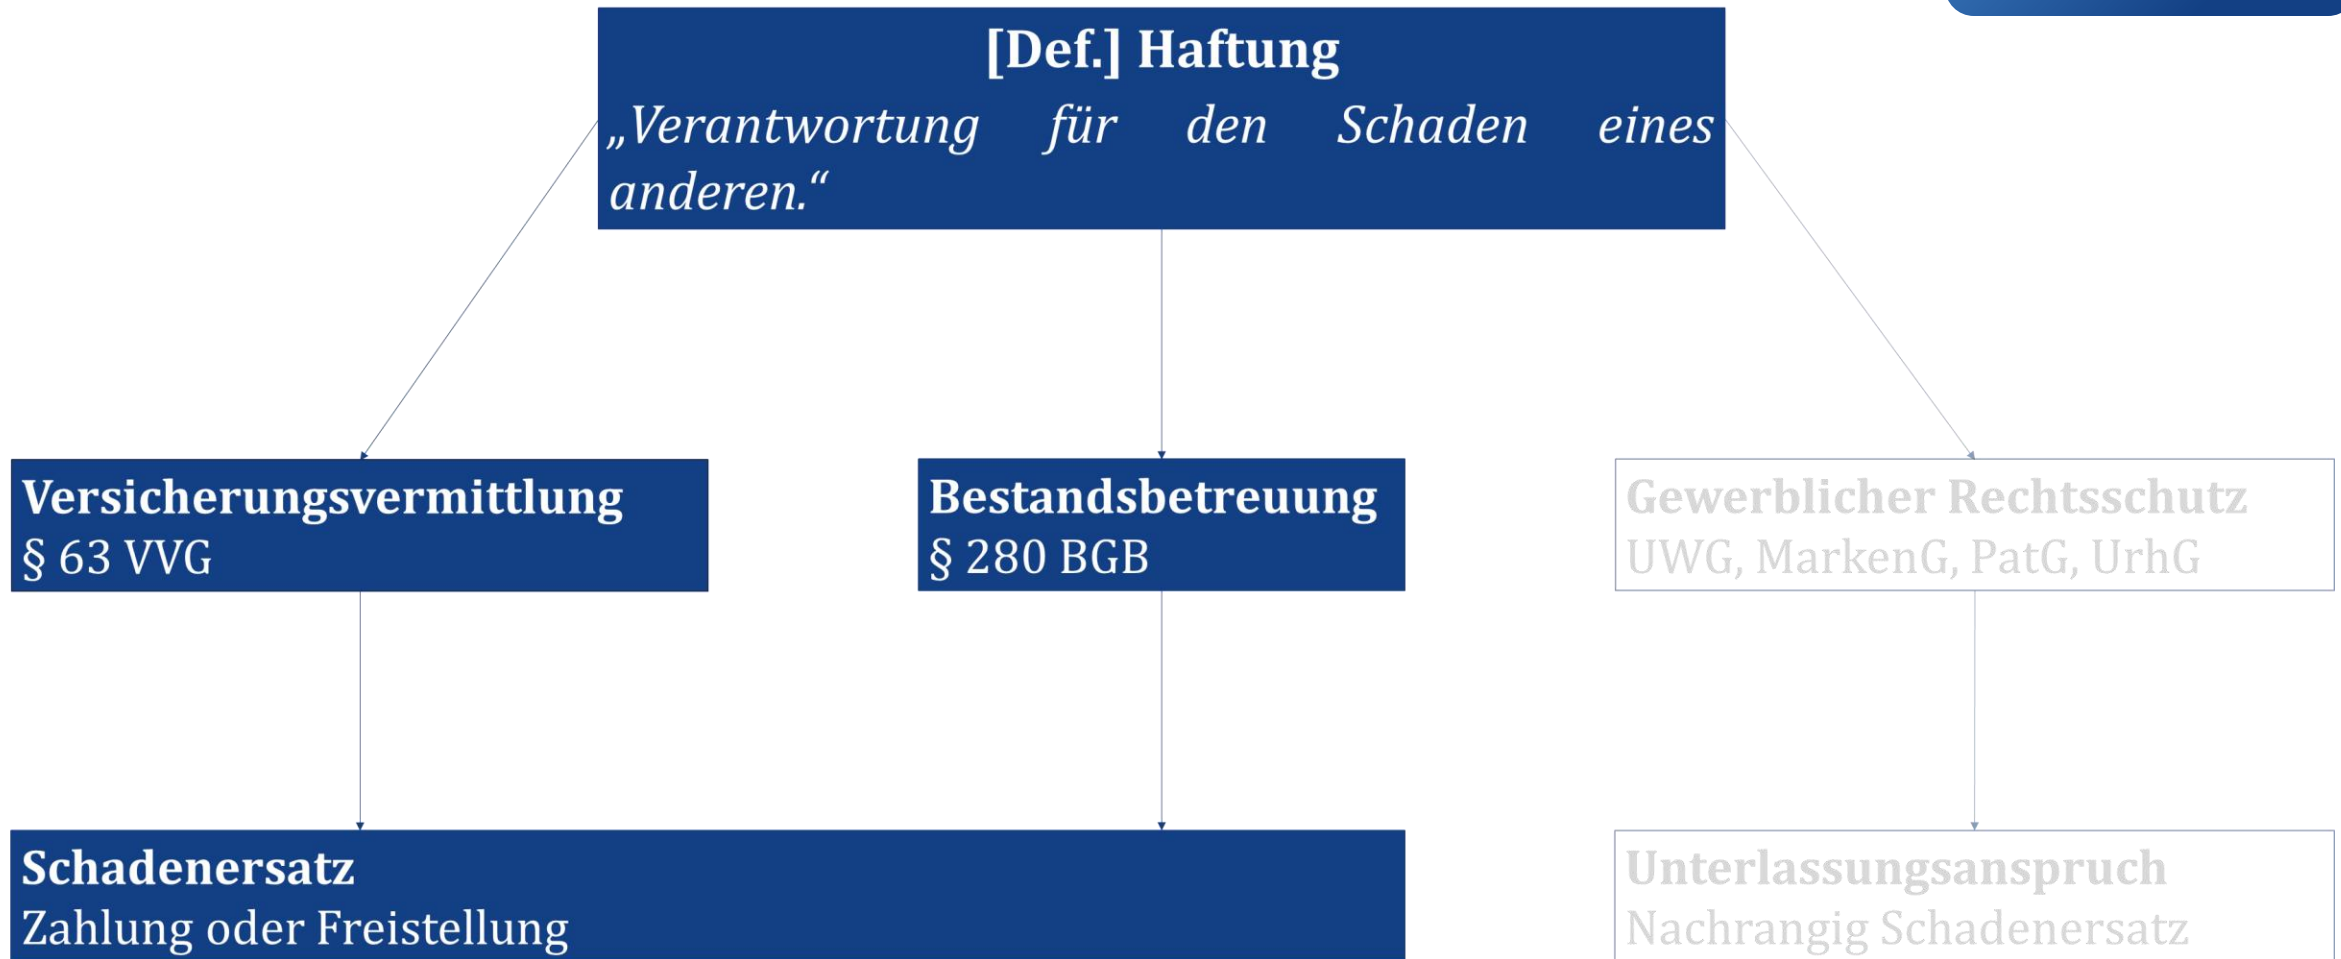 [Def.] Haftung
„Verantwortung für den Schaden eines
anderen.“
Versicherungsvermittlung
§ 63 VVG
Bestandsbetreuung
§ 280 BGB
Gewerblicher Rechtsschutz
UWG, MarkenG, PatG, UrhG
Schadenersatz
Zahlung oder Freistellung
Unterlassungsanspruch
Nachrangig Schadenersatz